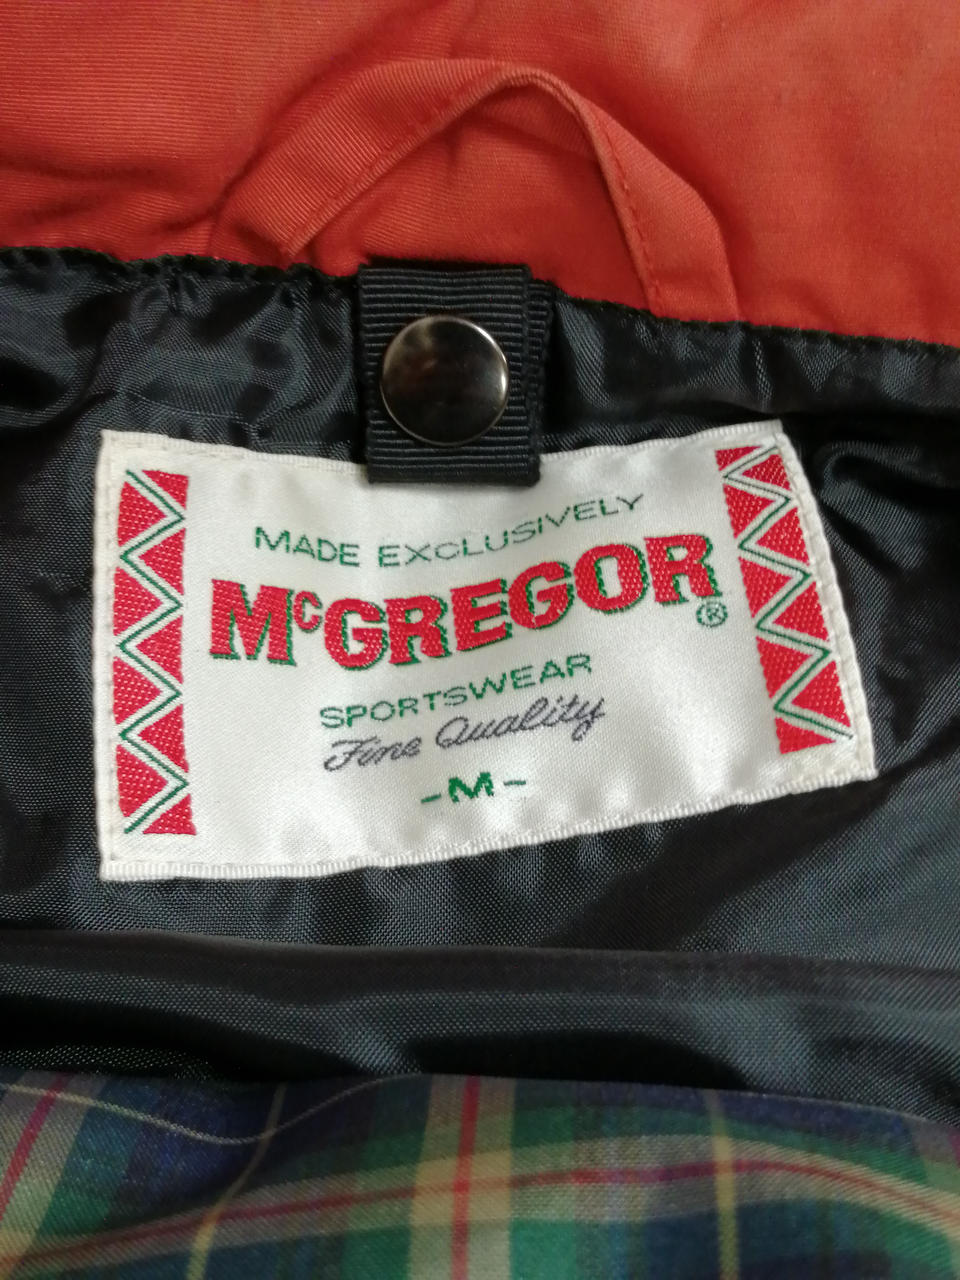 MADE EXCLUSIVELY
McGREGOR®
SPORTSWEAR
Fine Quality
-M-